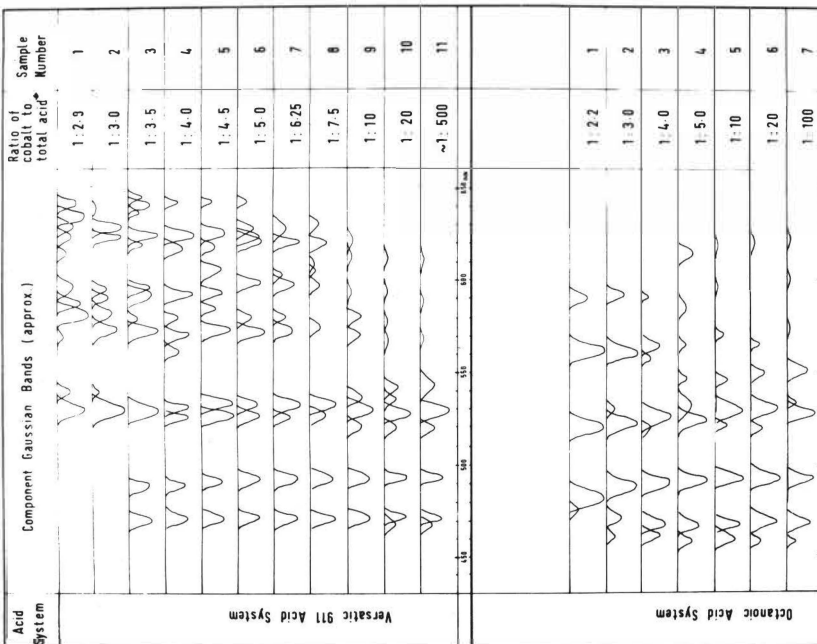 Acid System
Component Gaussian Bands (approx.)
Ratio of cobalt to total acid*
Sample Number
Versatic 911 Acid System
1:2·9 1
1:3·0 2
1:3·5 3
1:4·0 4
1:4·5 5
1:5·0 6
1:6·25 7
1:7·5 8
1:10 9
1:20 10
~1:500 11
450 500 550 600 650 nm
Octanoic Acid System
1:2·2 1
1:3·0 2
1:4·0 3
1:5·0 4
1:10 5
1:20 6
1:100 7